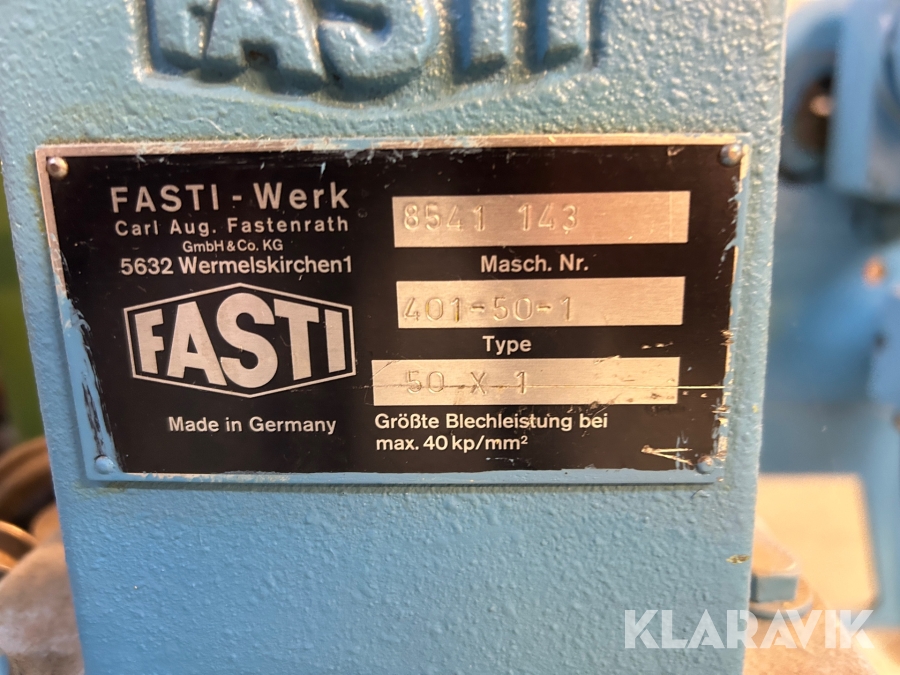 FASTI
FASTI - Werk
Carl Aug. Fastenrath
GmbH & Co. KG
5632 Wermelskirchen1
FASTI
Made in Germany
8541 143
Masch. Nr.
401-50-1
Type
50 X 1
Größte Blechleistung bei
max. 40 kp/mm²
KLARAVIK